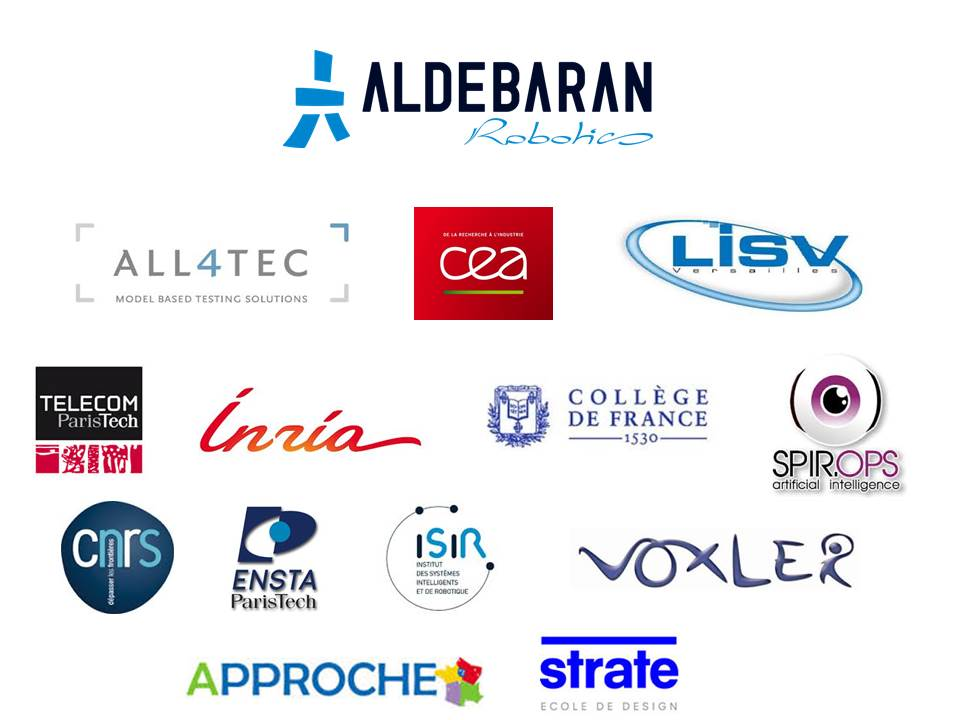 ALDEBARAN
Robotics
ALL4TEC
MODEL BASED TESTING SOLUTIONS
DE LA RECHERCHE À L'INDUSTRIE
cea
LISV
Versailles
TELECOM
ParisTech
Inria
COLLÈGE
DE FRANCE
1530
SPIR.OPS
artificial intelligence
cnrs
dépasser les frontières
ENSTA
ParisTech
ISIR
INSTITUT
DES SYSTÈMES
INTELLIGENTS
ET DE ROBOTIQUE
VOXLER
APPROCHE
strate
ECOLE DE DESIGN